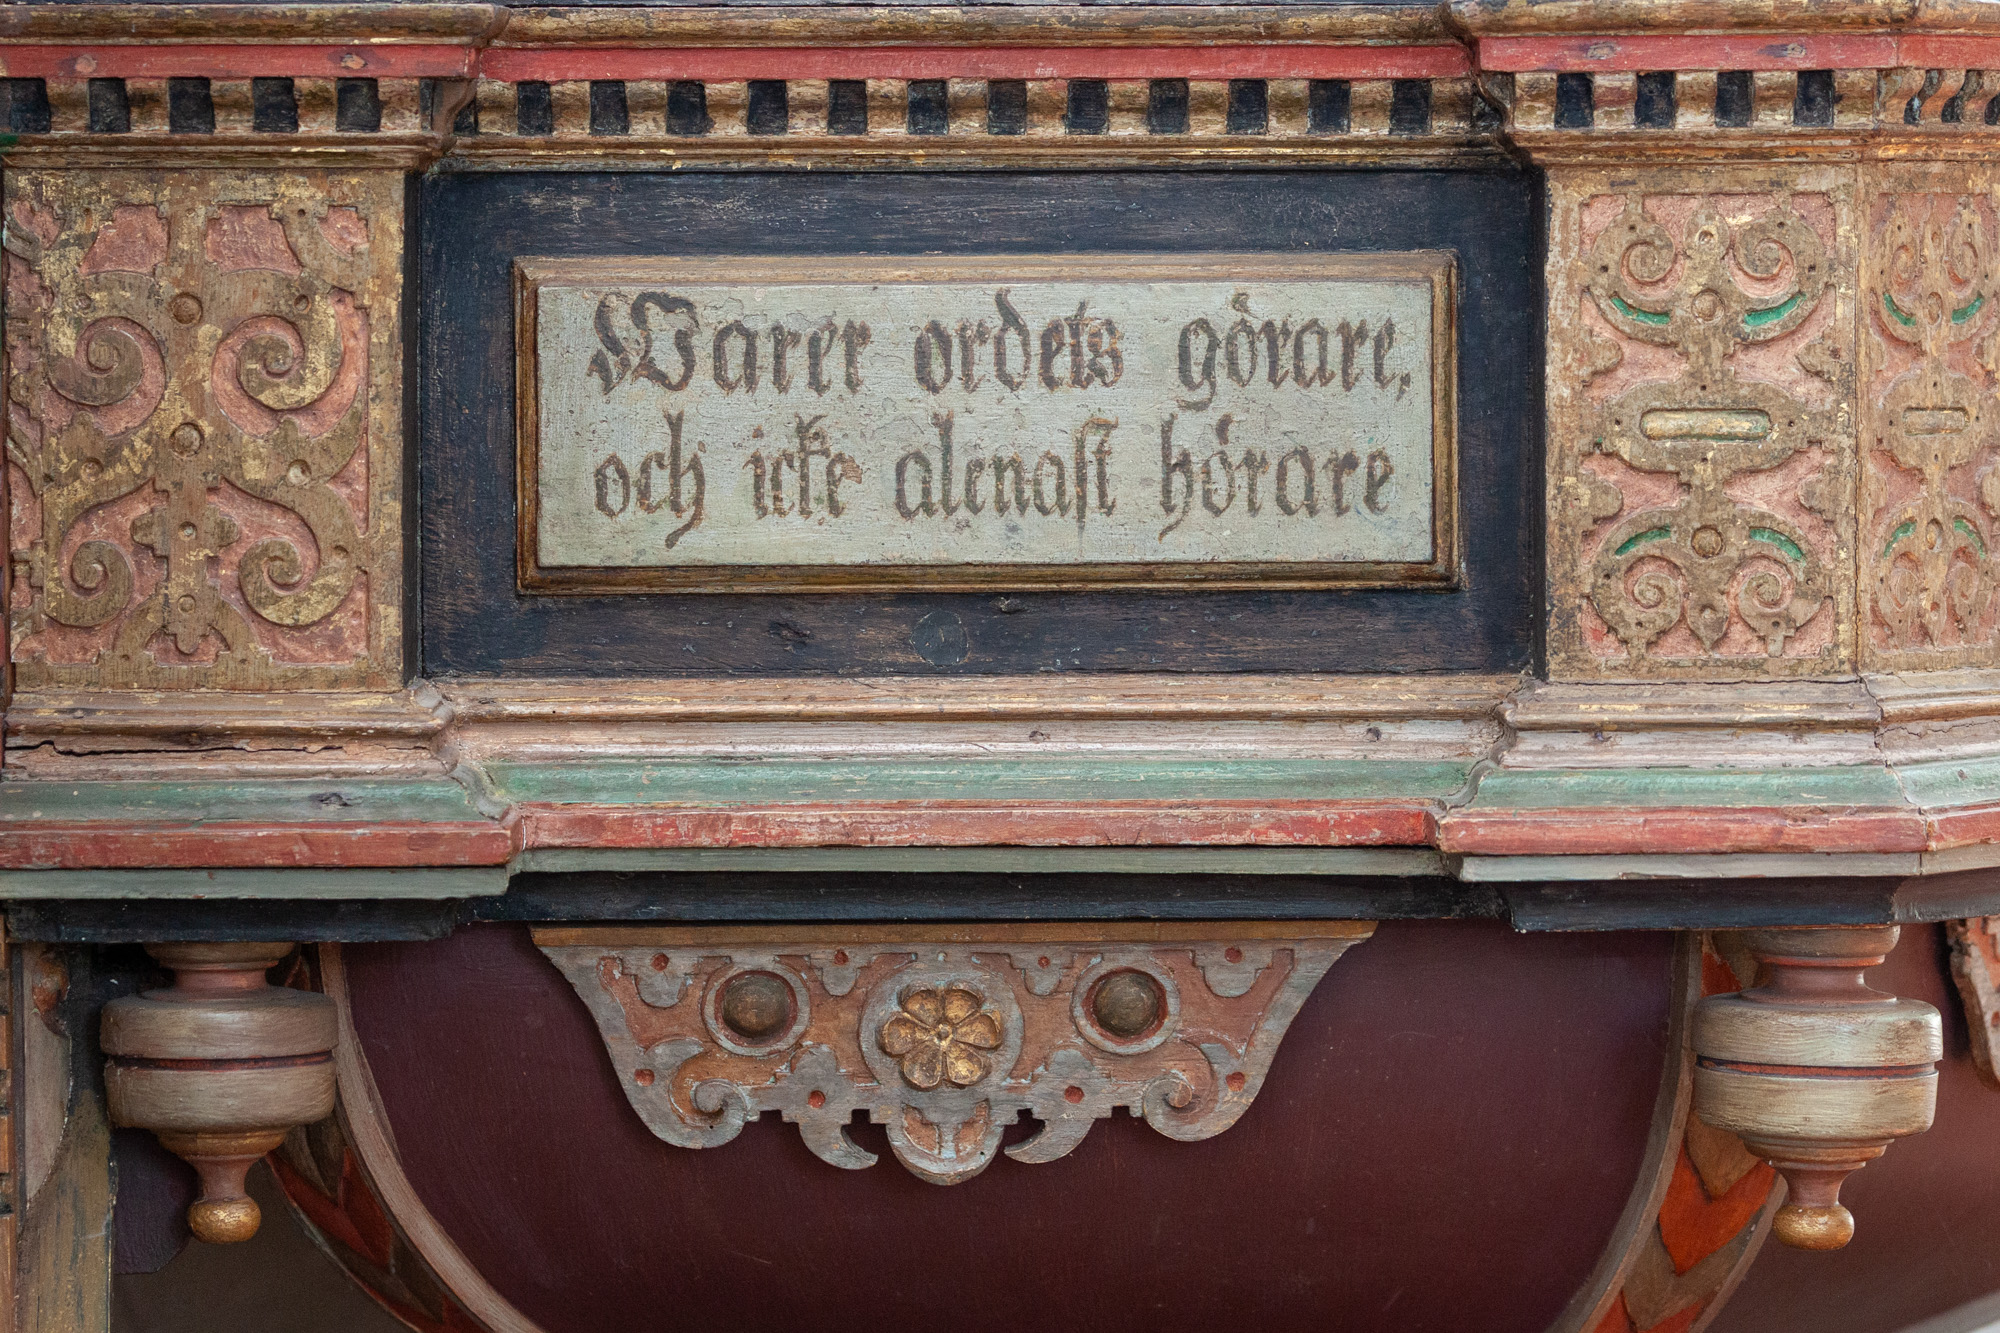 Warer ordets görare,
och icke alenast hörare